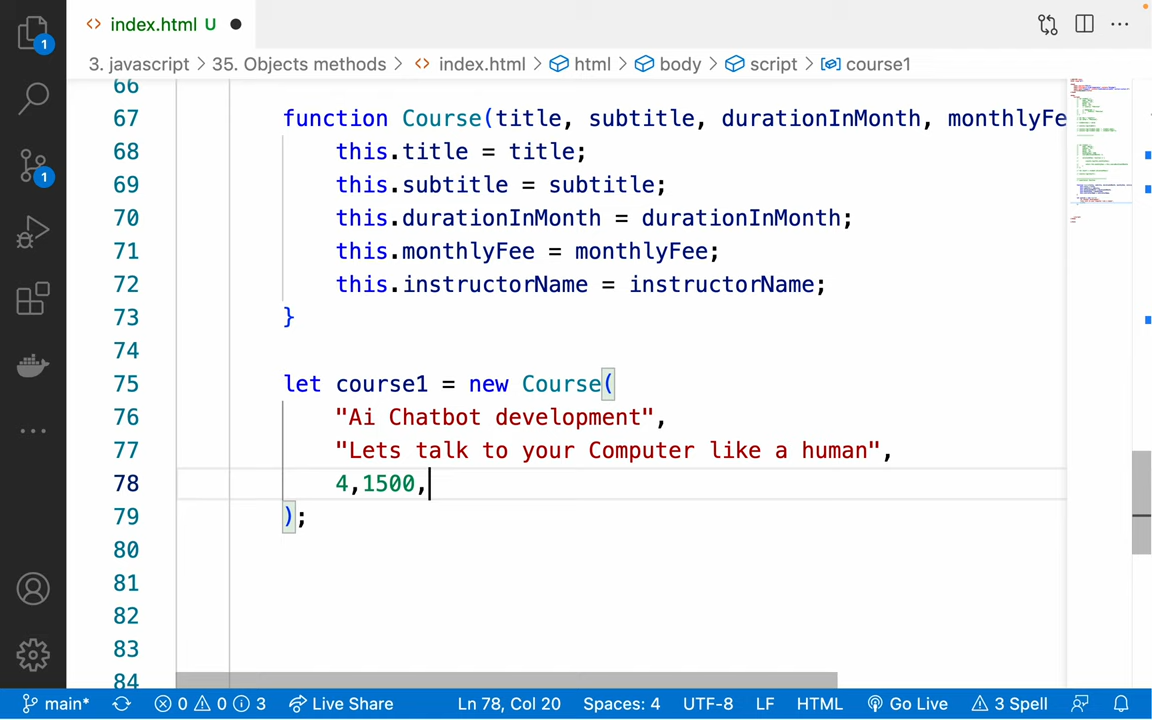 index.html U
1
3. javascript > 35. Objects methods > index.html > html > body > script > course1
66
67 function Course(title, subtitle, durationInMonth, monthlyFe
68 this.title = title;
69 this.subtitle = subtitle;
1
70 this.durationInMonth = durationInMonth;
71 this.monthlyFee = monthlyFee;
72 this.instructorName = instructorName;
73 }
74
75 let course1 = new Course(
76 "Ai Chatbot development",
77 "Lets talk to your Computer like a human",
78 4,1500,
79 );
80
81
82
83
84
main* 0 0 3 Live Share Ln 78, Col 20 Spaces: 4 UTF-8 LF HTML Go Live 3 Spell